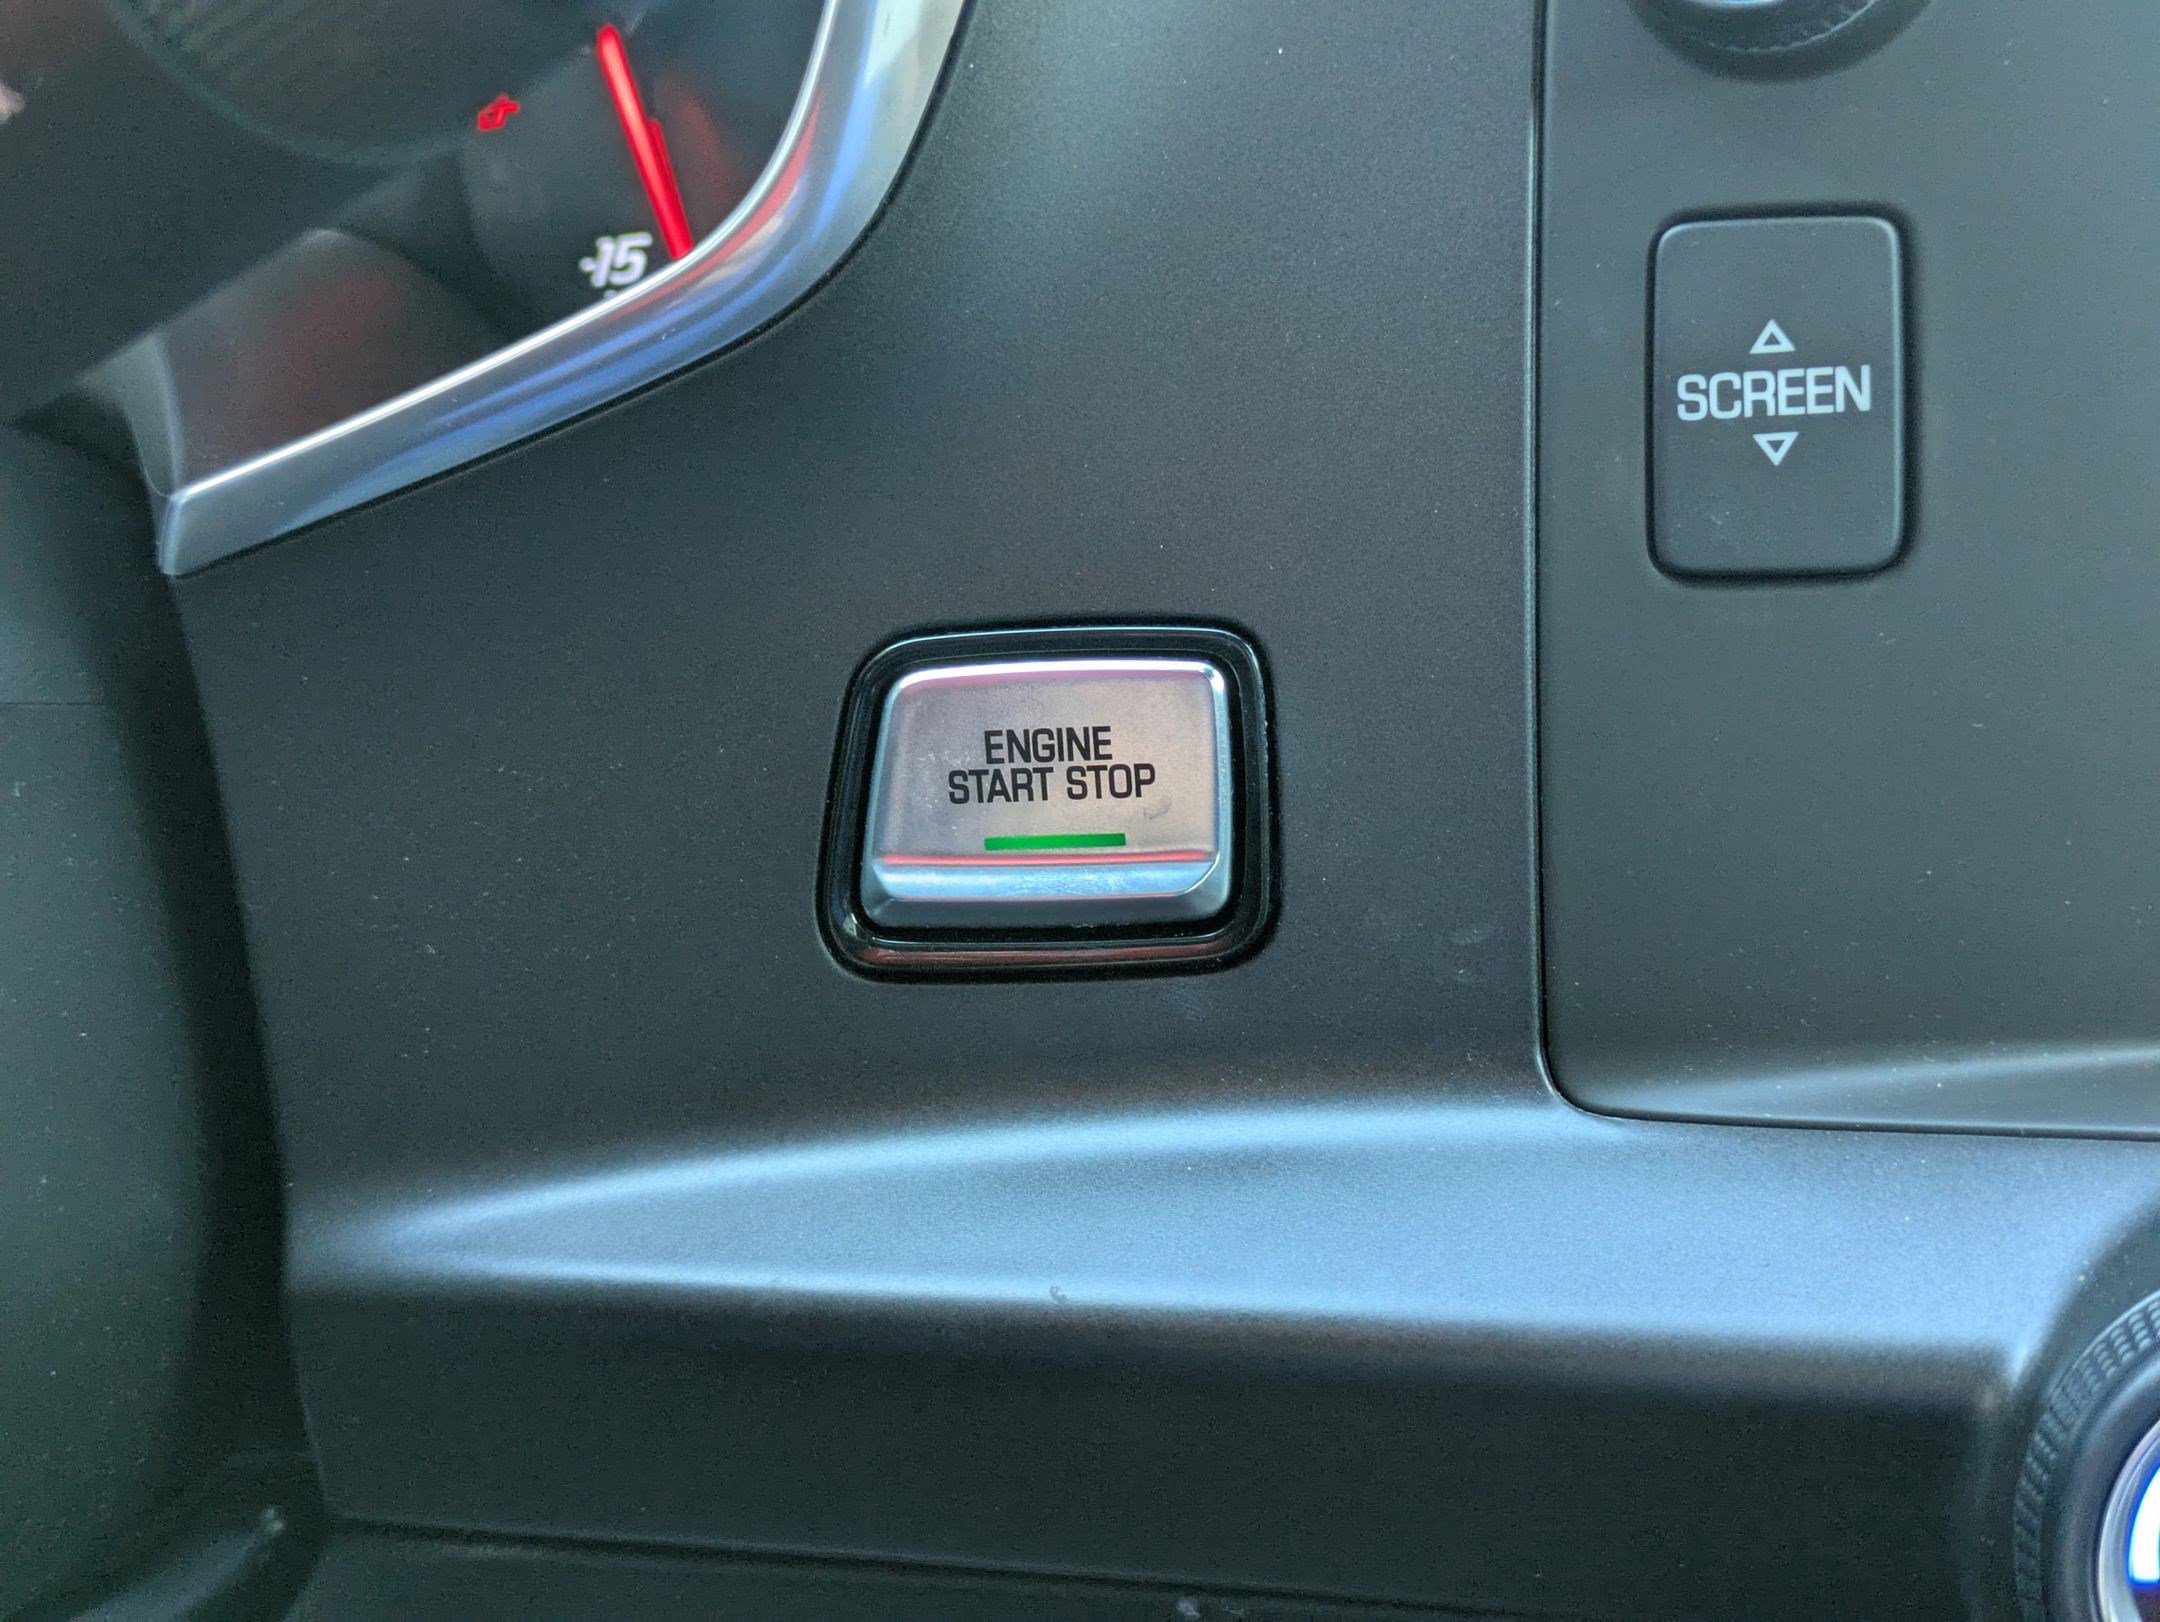 -15
SCREEN
ENGINE
START STOP